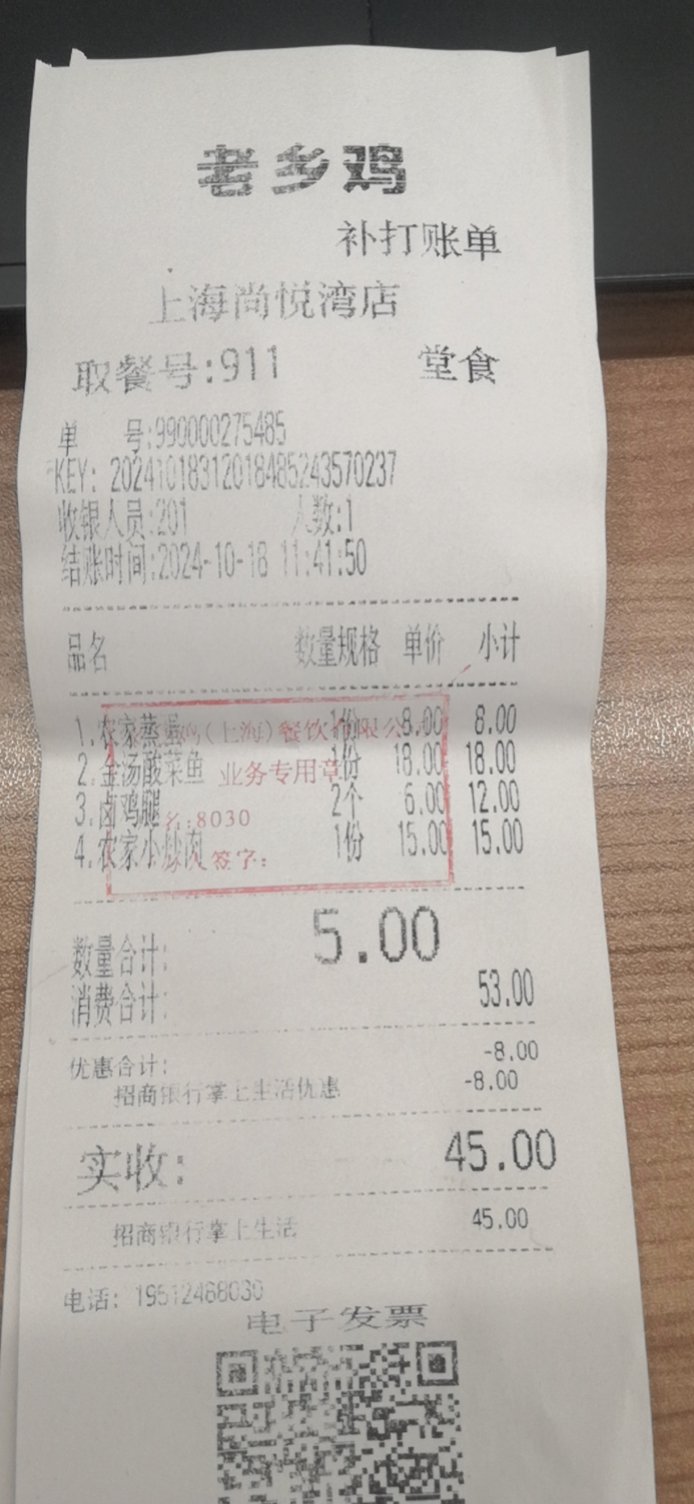 老乡鸡
补打账单
上海尚悦湾店
取餐号:911 堂食
单 号:990000275485
KEY: 20241018312018485243570237
收银人员:201 人数:1
结账时间:2024-10-18 11:41:50
品名 数量规格 单价 小计
1.农家蒸蛋 1份 8.00 8.00
(上海)餐饮有限公
2.金汤酸菜鱼 1份 18.00 18.00
业务专用章
3.卤鸡腿 2个 6.00 12.00
名:8030
4.农家小炒肉 1份 15.00 15.00
签字:
数量合计: 5.00
消费合计: 53.00
优惠合计: -8.00
招商银行掌上生活优惠 -8.00
实收: 45.00
招商银行掌上生活 45.00
电话: 19512468030
电子发票